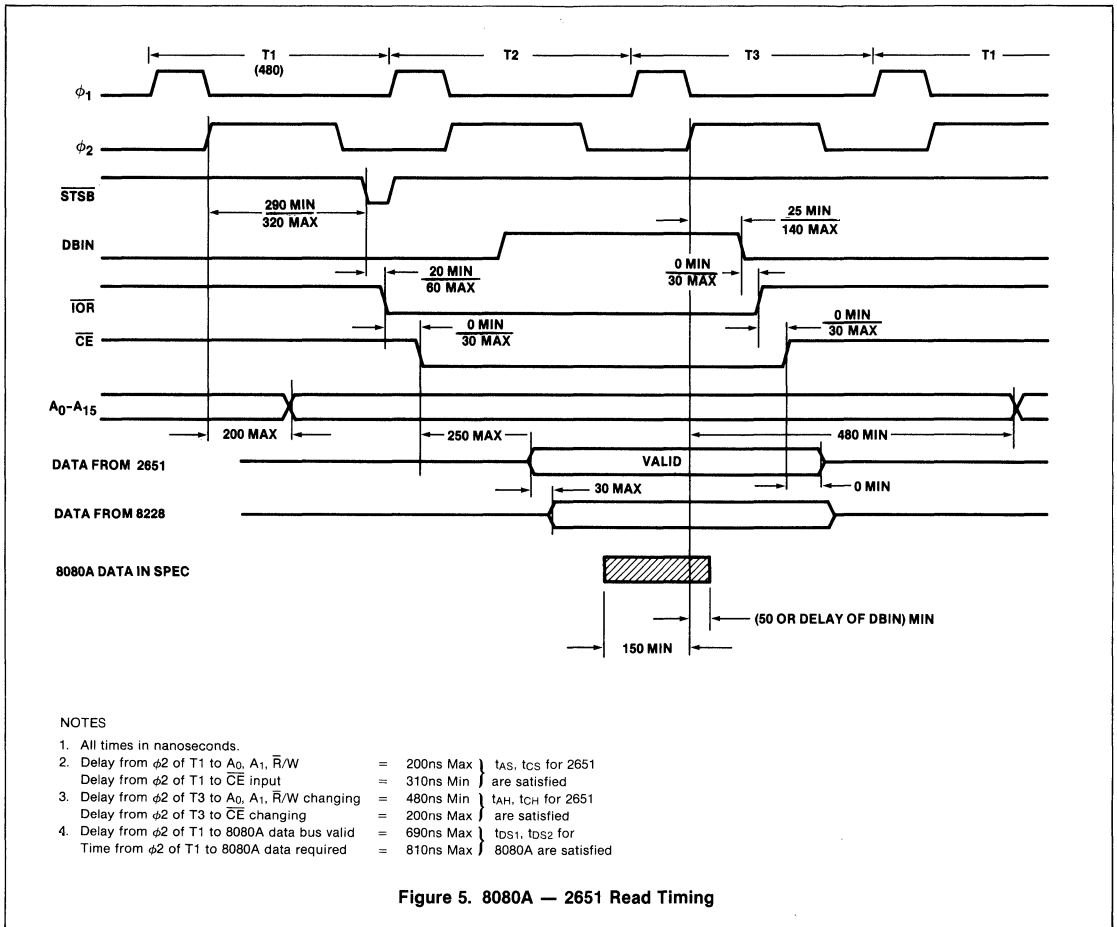 T1 T2 T3 T1
(480)
ϕ1
ϕ2
STSB
290 MIN
320 MAX
25 MIN
140 MAX
DBIN
20 MIN
60 MAX
0 MIN
30 MAX
IOR
0 MIN
30 MAX
0 MIN
30 MAX
CE
A0-A15
200 MAX 250 MAX 480 MIN
DATA FROM 2651 VALID
30 MAX 0 MIN
DATA FROM 8228
8080A DATA IN SPEC
(50 OR DELAY OF DBIN) MIN
150 MIN
NOTES
1. All times in nanoseconds.
2. Delay from ϕ2 of T1 to A0, A1, R̅/W = 200ns Max } tAS, tCS for 2651
Delay from ϕ2 of T1 to C̅E̅ input = 310ns Min } are satisfied
3. Delay from ϕ2 of T3 to A0, A1, R̅/W changing = 480ns Min } tAH, tCH for 2651
Delay from ϕ2 of T3 to C̅E̅ changing = 200ns Max } are satisfied
4. Delay from ϕ2 of T1 to 8080A data bus valid = 690ns Max } tDS1, tDS2 for
Time from ϕ2 of T1 to 8080A data required = 810ns Max } 8080A are satisfied
Figure 5. 8080A — 2651 Read Timing